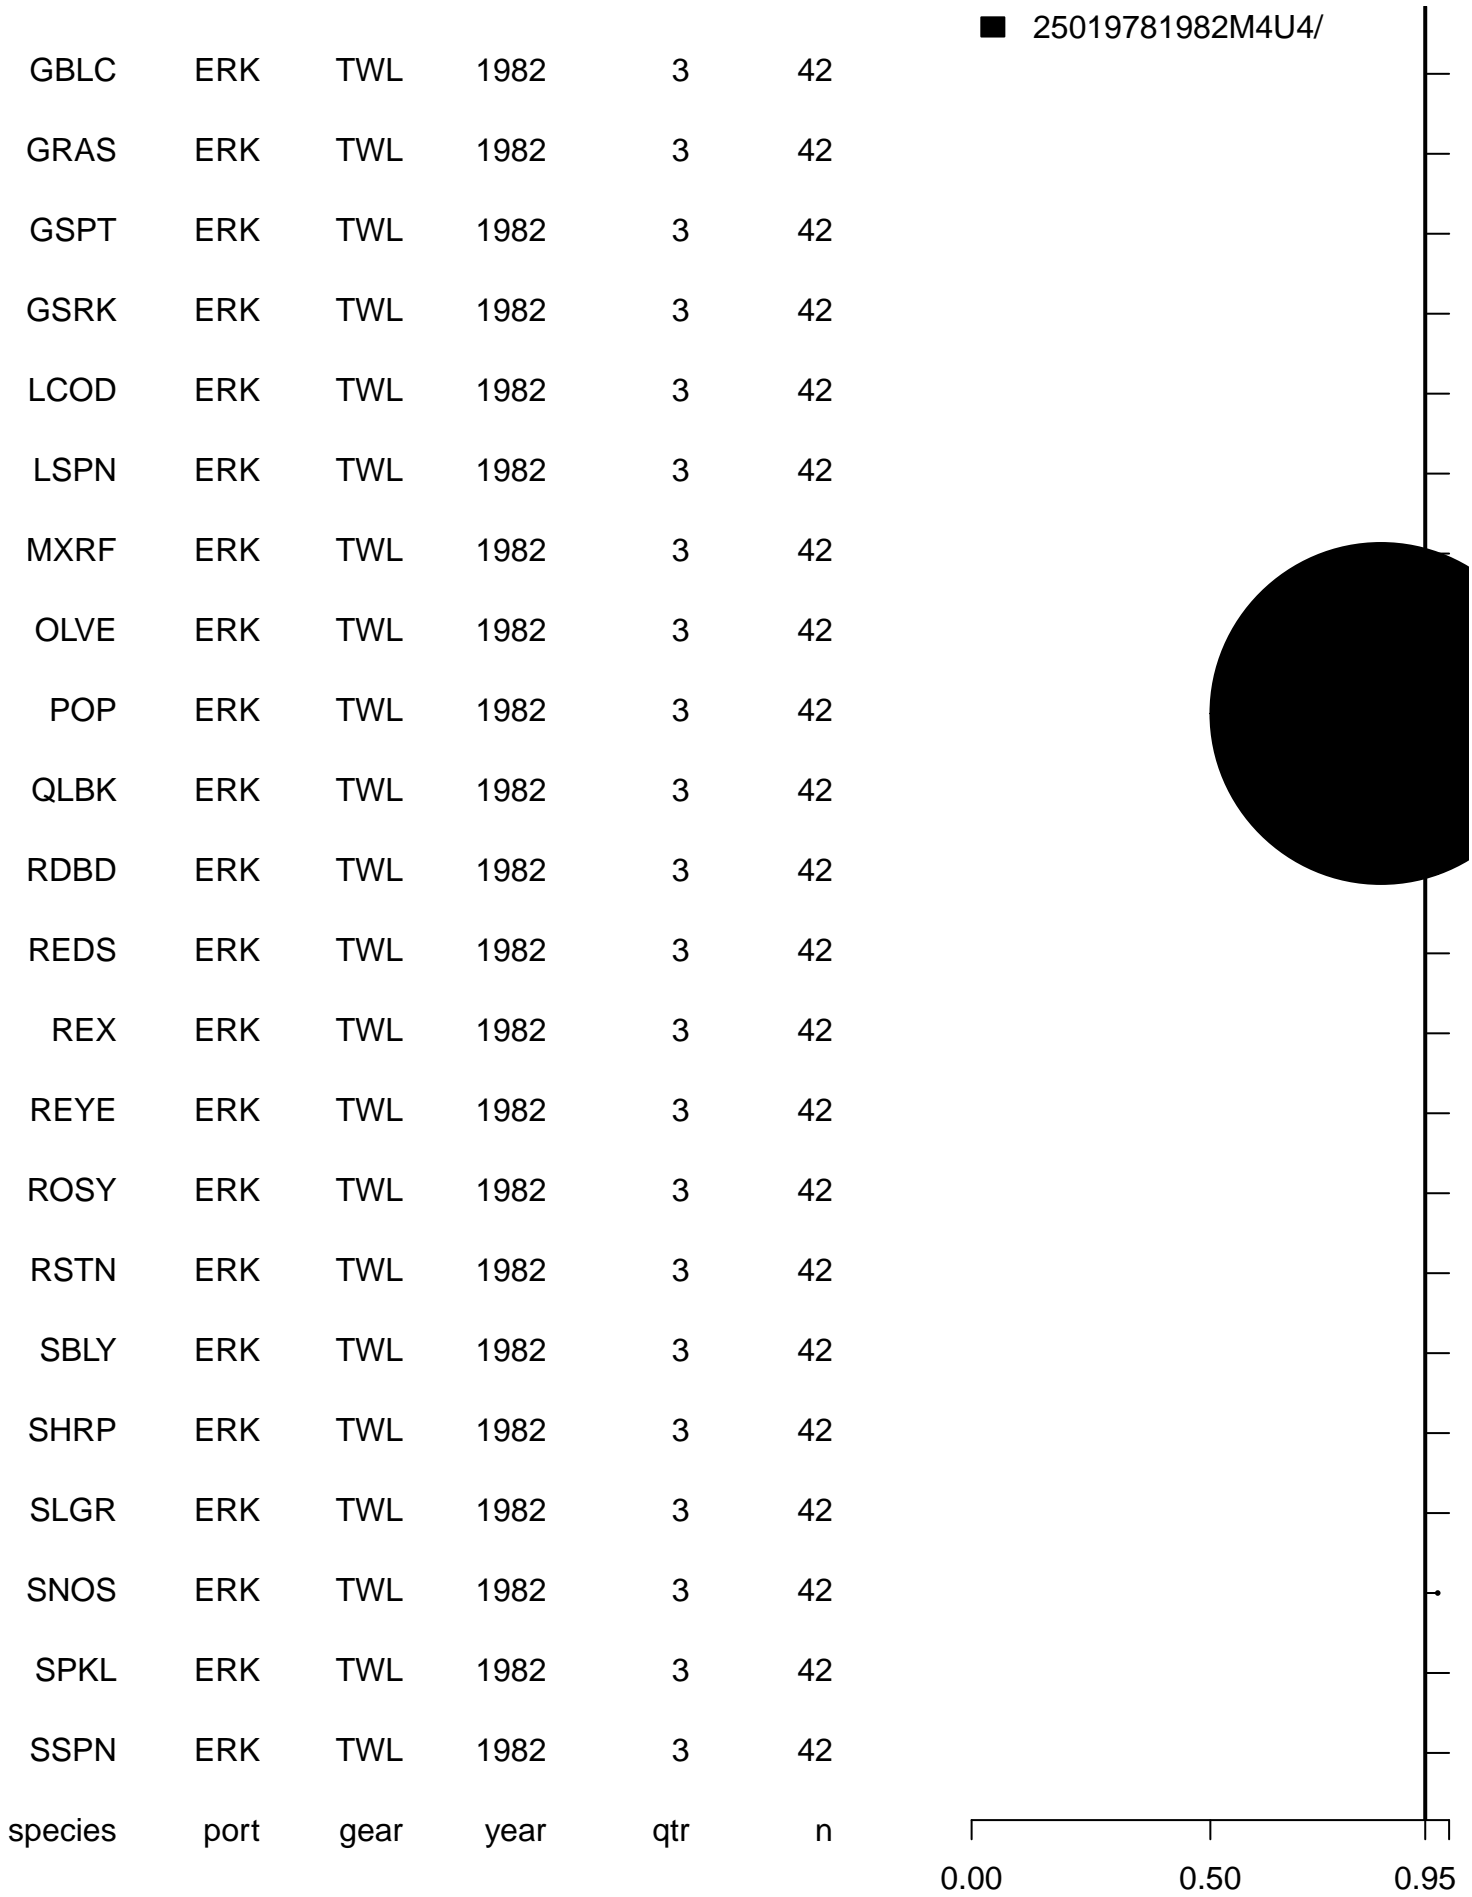 25019781982M4U4/
GBLC ERK TWL 1982 3 42
GRAS ERK TWL 1982 3 42
GSPT ERK TWL 1982 3 42
GSRK ERK TWL 1982 3 42
LCOD ERK TWL 1982 3 42
LSPN ERK TWL 1982 3 42
MXRF ERK TWL 1982 3 42
OLVE ERK TWL 1982 3 42
POP ERK TWL 1982 3 42
QLBK ERK TWL 1982 3 42
RDBD ERK TWL 1982 3 42
REDS ERK TWL 1982 3 42
REX ERK TWL 1982 3 42
REYE ERK TWL 1982 3 42
ROSY ERK TWL 1982 3 42
RSTN ERK TWL 1982 3 42
SBLY ERK TWL 1982 3 42
SHRP ERK TWL 1982 3 42
SLGR ERK TWL 1982 3 42
SNOS ERK TWL 1982 3 42
SPKL ERK TWL 1982 3 42
SSPN ERK TWL 1982 3 42
species port gear year qtr n
0.00 0.50 0.95